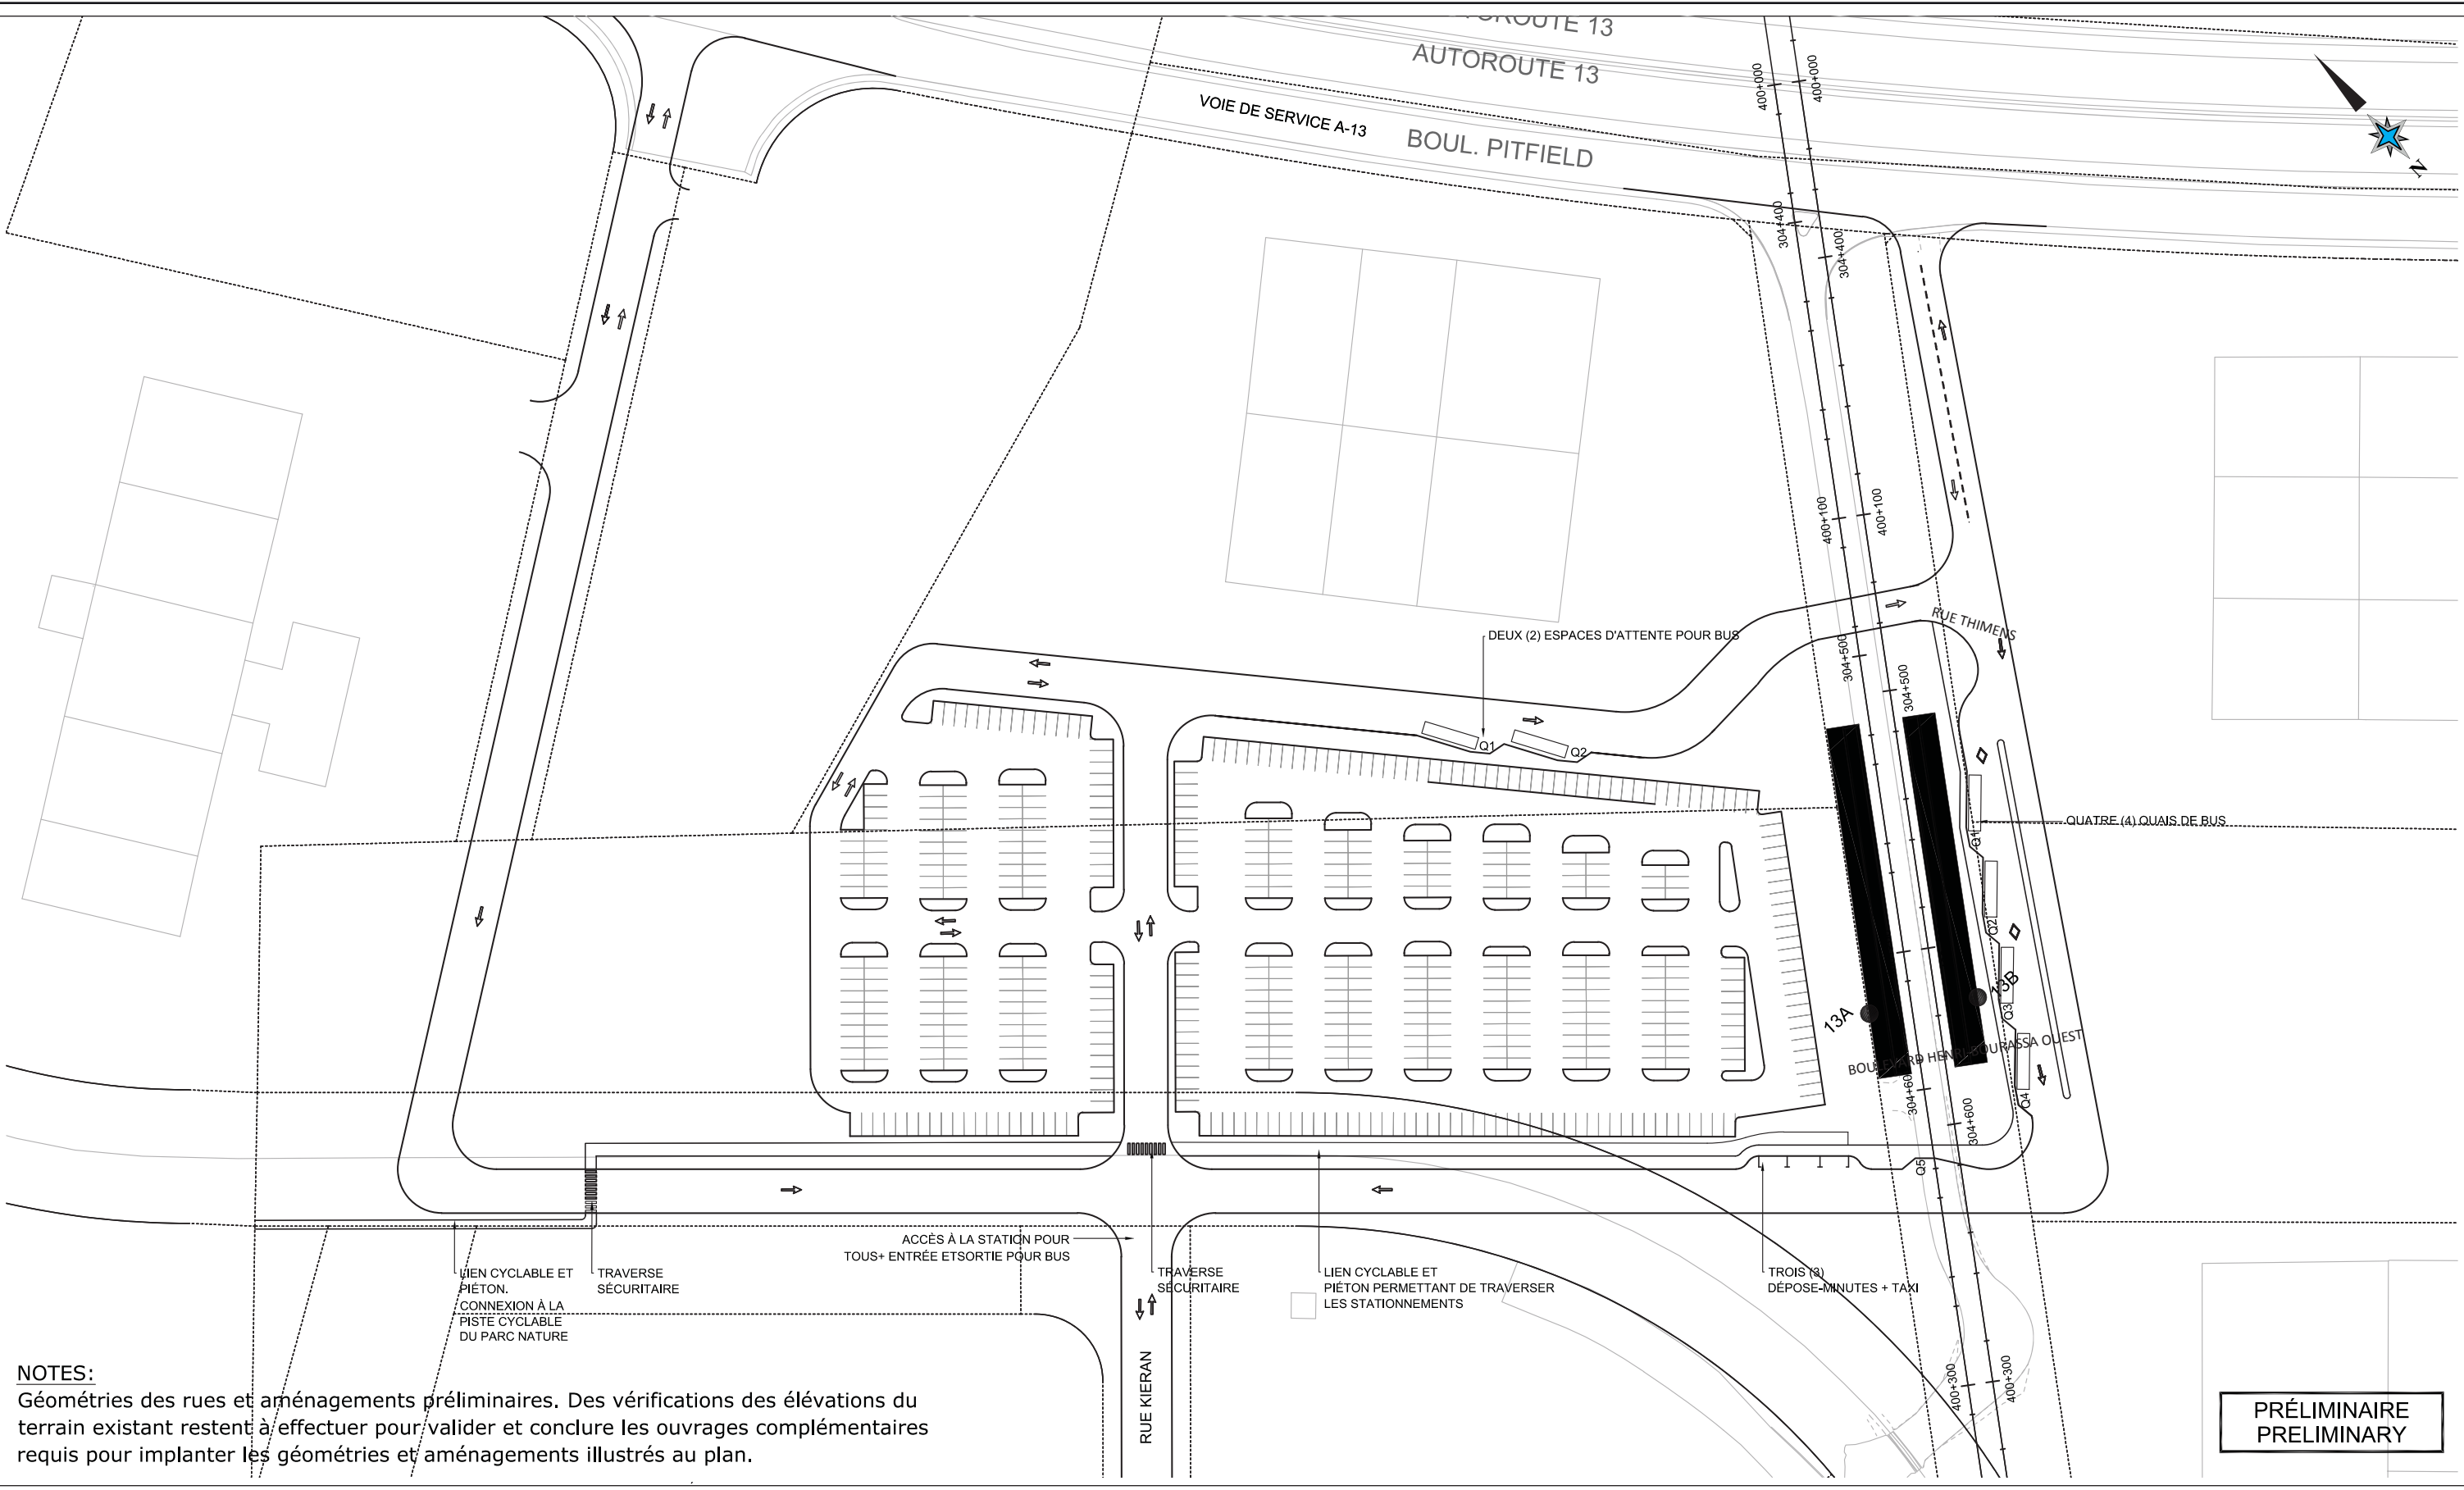 AUTOROUTE 13
VOIE DE SERVICE A-13
BOUL. PITFIELD
N
400+000
400+000
304+400
304+400
400+100
400+100
RUE THIMENS
DEUX (2) ESPACES D'ATTENTE POUR BUS
304+500
304+500
Q1
Q2
QUATRE (4) QUAIS DE BUS
Q1
Q2
Q3
Q4
13A
13B
BOULEVARD HENRI-BOURASSA OUEST
304+600
304+600
Q5
ACCÈS À LA STATION POUR
TOUS+ ENTRÉE ETSORTIE POUR BUS
LIEN CYCLABLE ET
PIÉTON.
CONNEXION À LA
PISTE CYCLABLE
DU PARC NATURE
TRAVERSE
SÉCURITAIRE
TRAVERSE
SÉCURITAIRE
LIEN CYCLABLE ET
PIÉTON PERMETTANT DE TRAVERSER
LES STATIONNEMENTS
TROIS (3)
DÉPOSE-MINUTES + TAXI
RUE KIERAN
400+300
400+300
NOTES:
Géométries des rues et aménagements préliminaires. Des vérifications des élévations du
terrain existant restent à effectuer pour valider et conclure les ouvrages complémentaires
requis pour implanter les géométries et aménagements illustrés au plan.
PRÉLIMINAIRE
PRELIMINARY